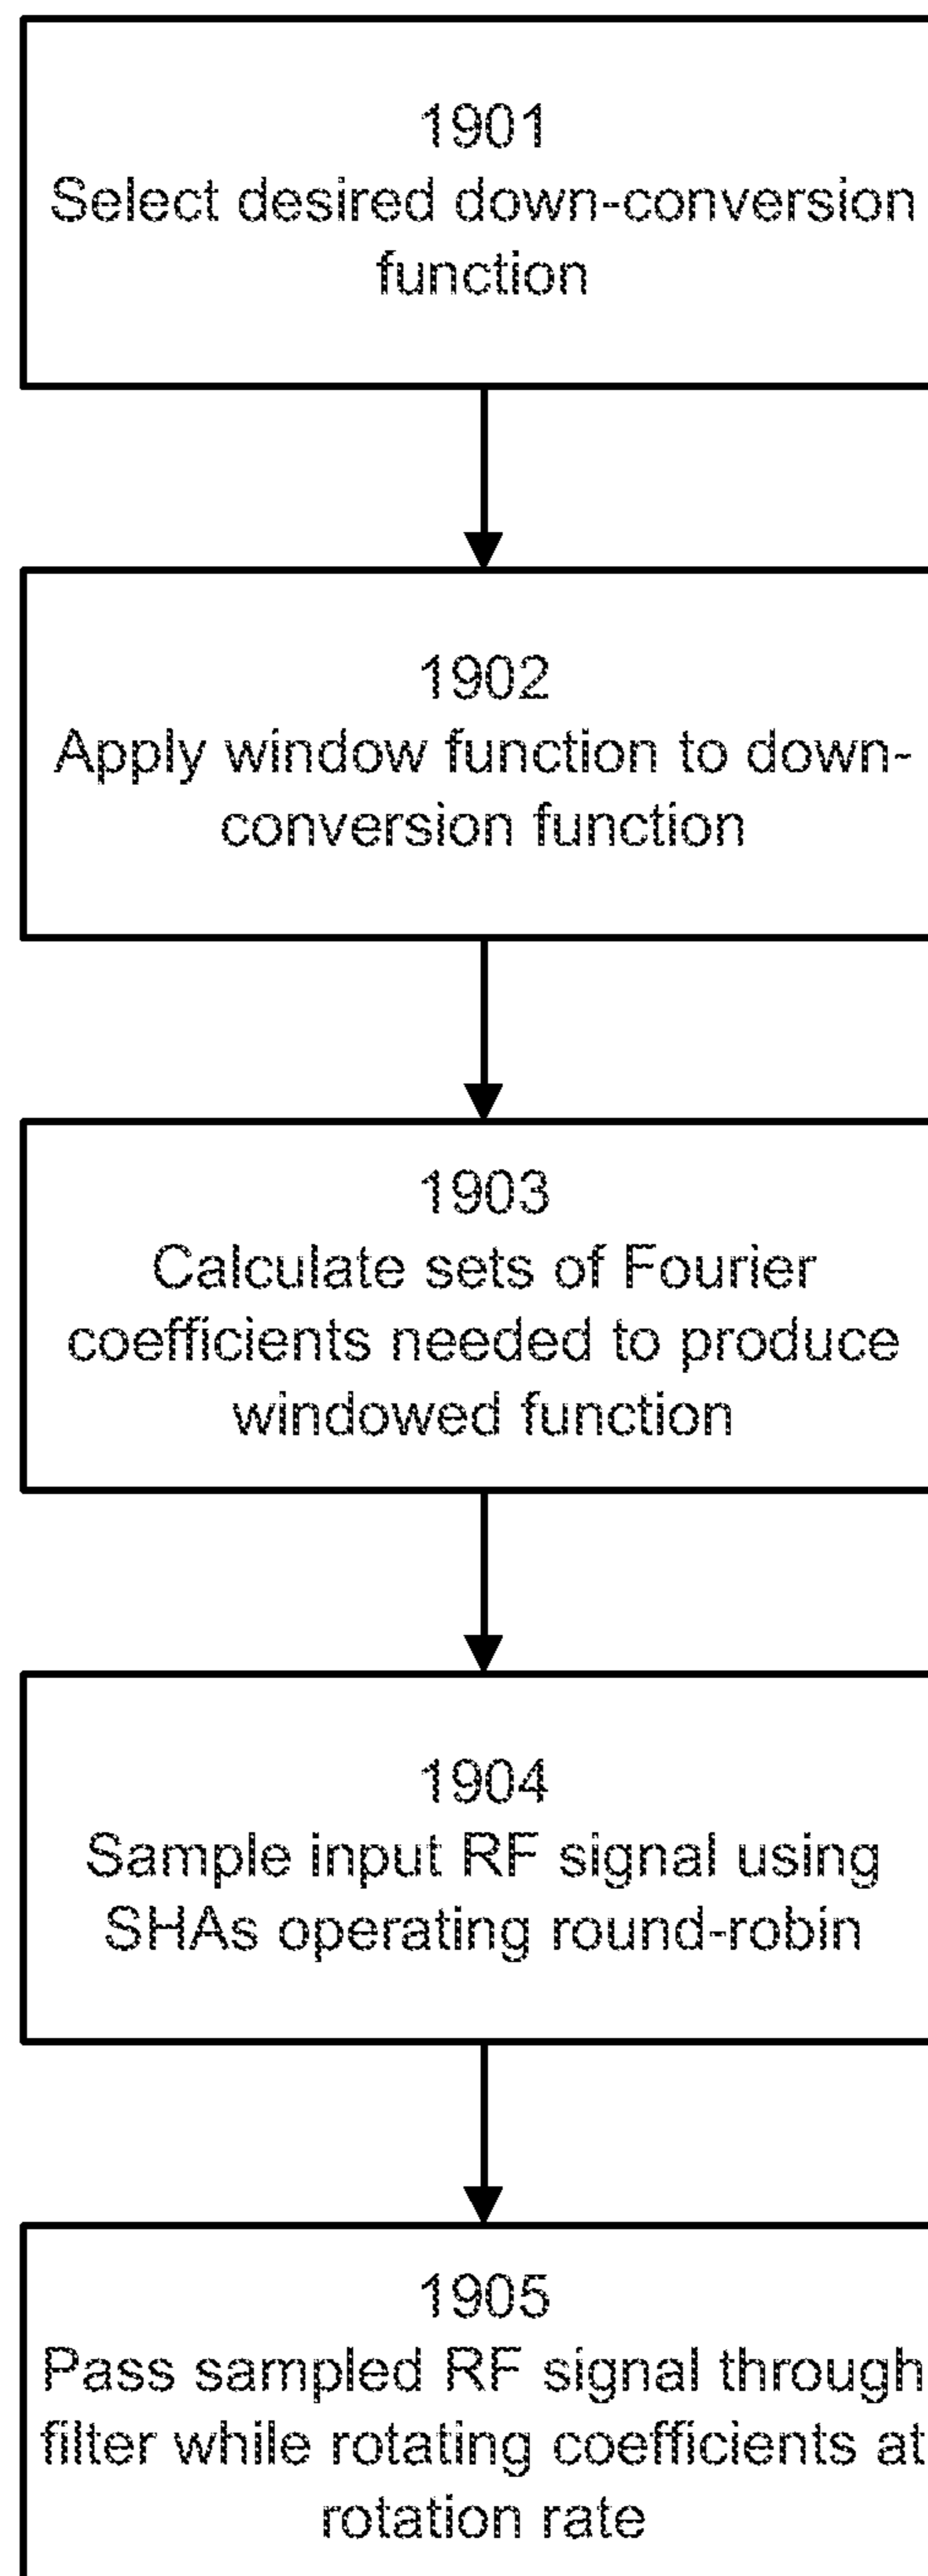 1901
Select desired down-conversion
function
1902
Apply window function to down-
conversion function
1903
Calculate sets of Fourier
coefficients needed to produce
windowed function
1904
Sample input RF signal using
SHAs operating round-robin
1905
Pass sampled RF signal through
filter while rotating coefficients at
rotation rate